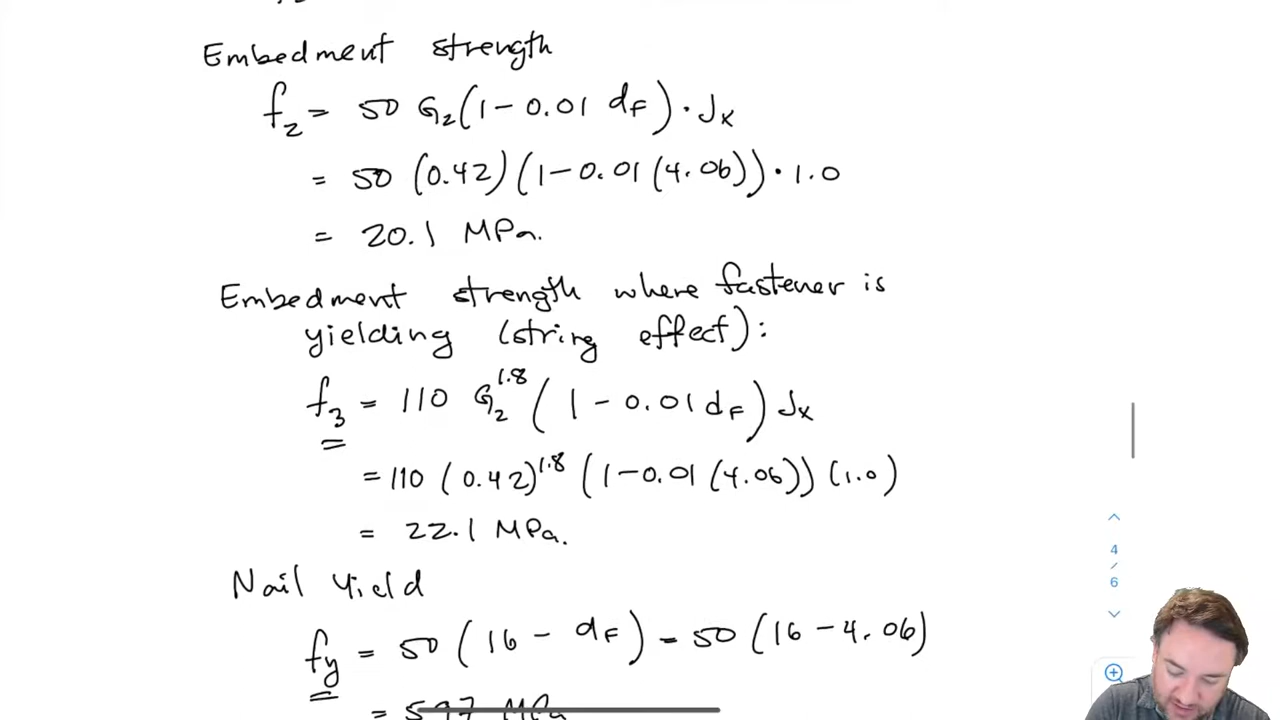 Embedment strength
f₂ = 50 G₂(1 - 0.01 dF) · Jx
= 50 (0.42)(1 - 0.01(4.06)) · 1.0
= 20.1 MPa.
Embedment strength where fastener is
yielding (string effect):
f₃ = 110 G₂^1.8 (1 - 0.01 dF) Jx
= 110 (0.42)^1.8 (1 - 0.01 (4.06)) (1.0)
= 22.1 MPa.
Nail Yield
fy = 50 (16 - dF) = 50 (16 - 4.06)
= 597 MPa
4
/
6